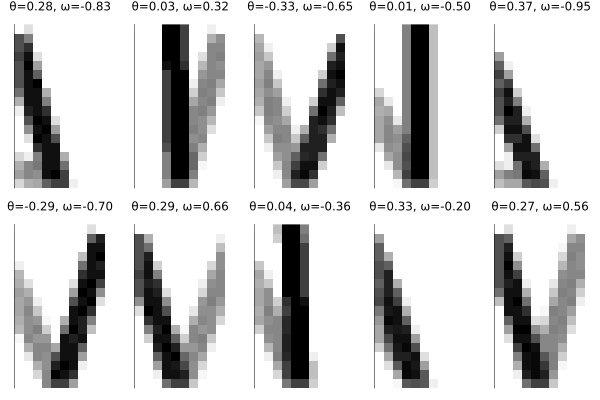 θ=0.28, ω=-0.83 θ=0.03, ω=0.32 θ=-0.33, ω=-0.65 θ=0.01, ω=-0.50 θ=0.37, ω=-0.95
θ=-0.29, ω=-0.70 θ=0.29, ω=0.66 θ=0.04, ω=-0.36 θ=0.33, ω=-0.20 θ=0.27, ω=0.56